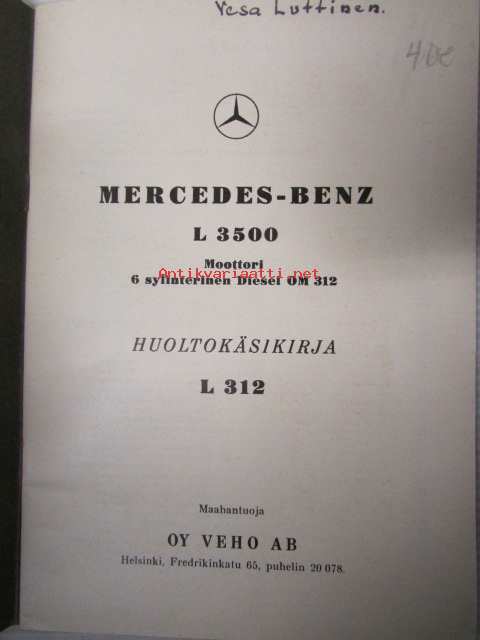 Vesa Luttinen.
40e
MERCEDES-BENZ
L 3500
Moottori
Antikvariaatti.net
6 sylinterinen Diesel OM 312
HUOLTOKÄSIKIRJA
L 312
Maahantuoja
OY VEHO AB
Helsinki, Fredrikinkatu 65, puhelin 20 078.